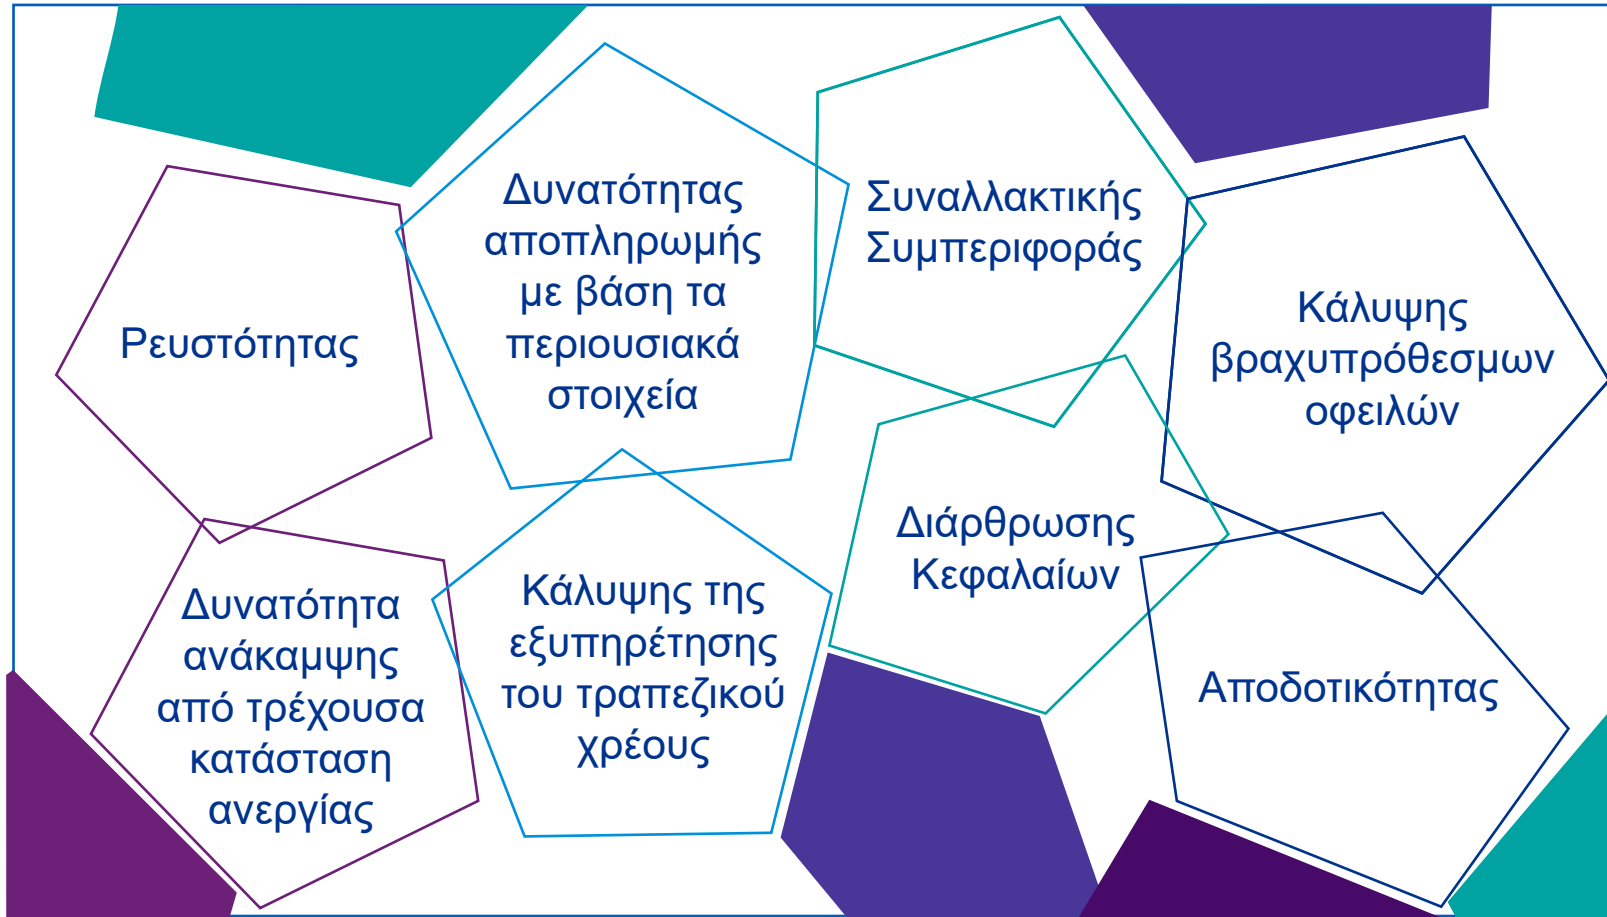 Ρευστότητας
Δυνατότητας
αποπληρωμής
με βάση τα
περιουσιακά
στοιχεία
Συναλλακτικής
Συμπεριφοράς
Κάλυψης
βραχυπρόθεσμων
οφειλών
Δυνατότητα
ανάκαμψης
από τρέχουσα
κατάσταση
ανεργίας
Κάλυψης της
εξυπηρέτησης
του τραπεζικού
χρέους
Διάρθρωσης
Κεφαλαίων
Αποδοτικότητας